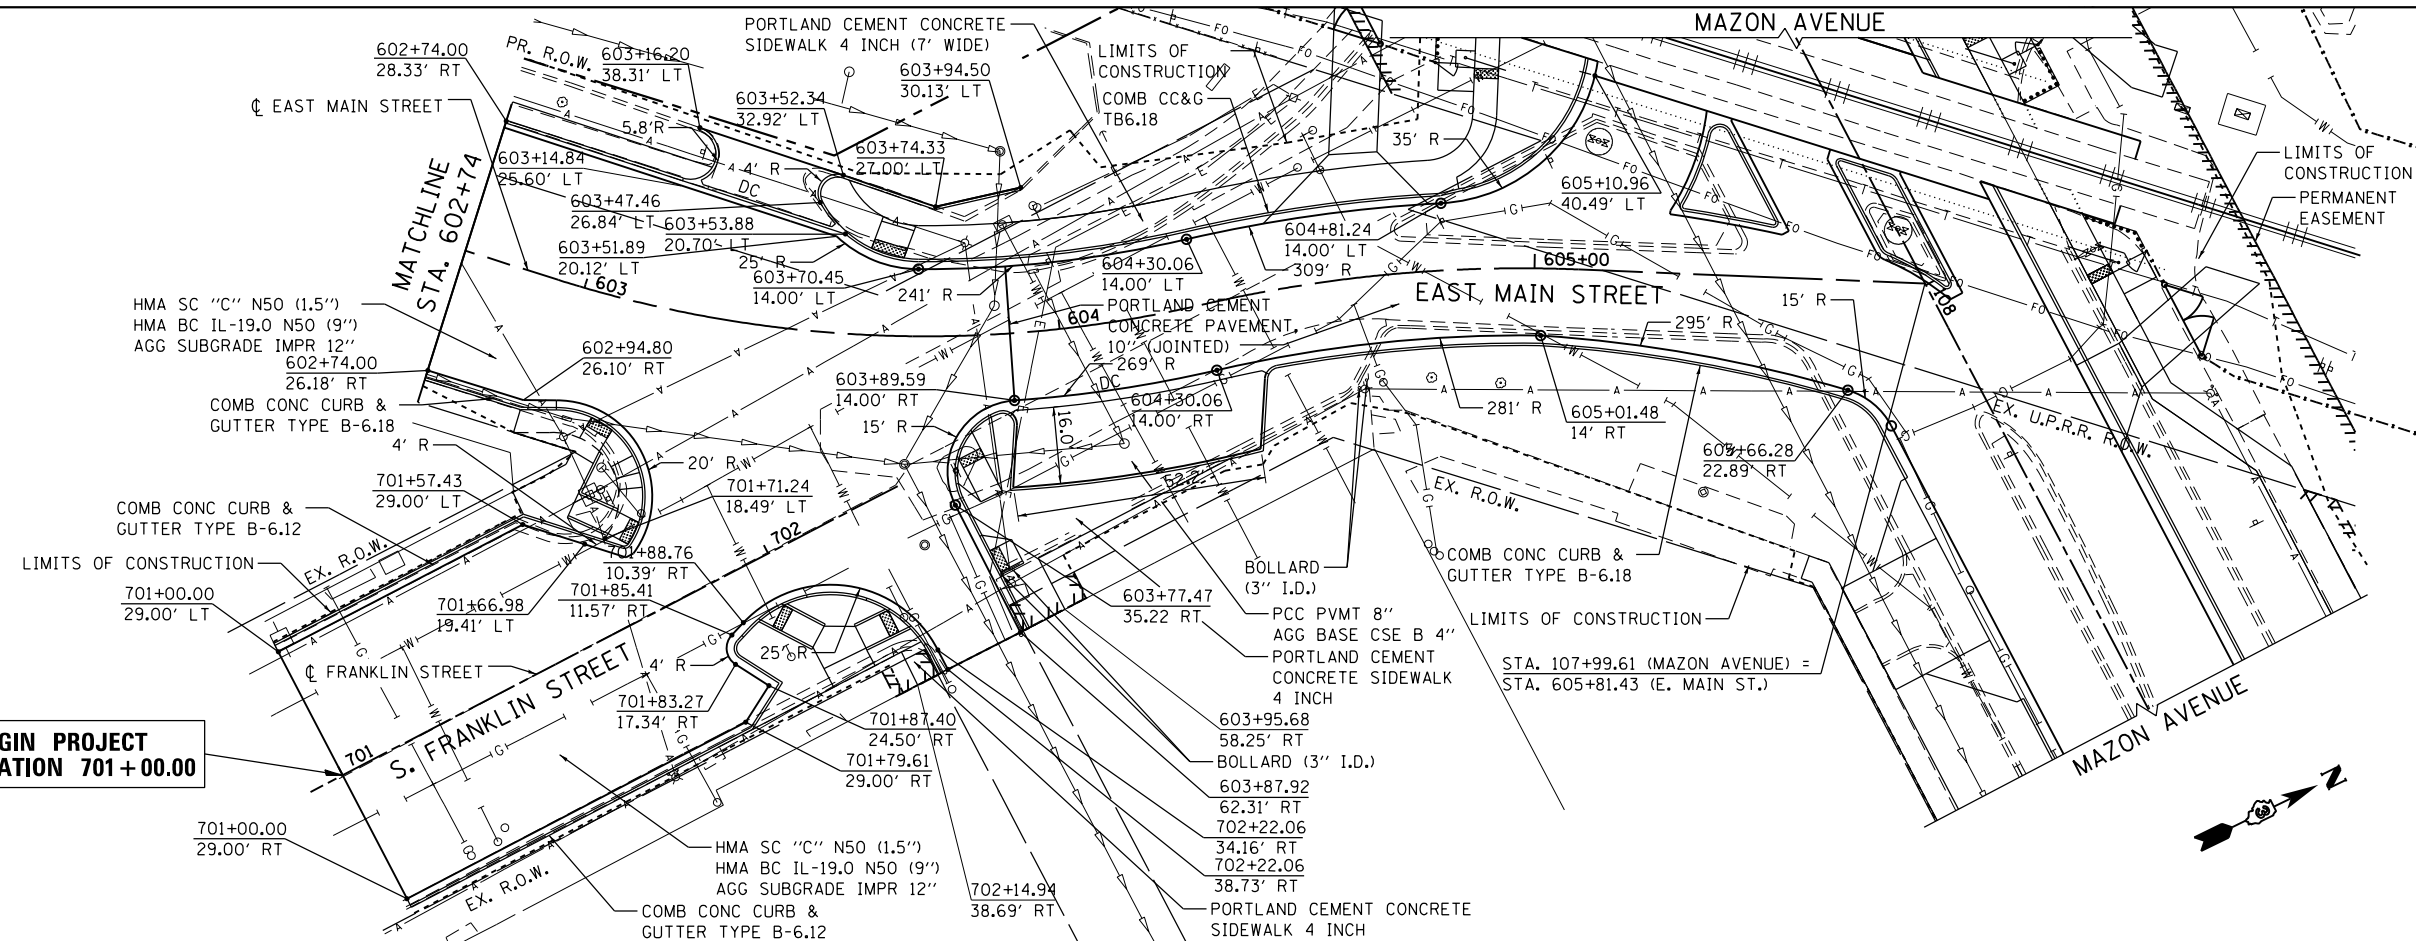 MAZON AVENUE
PORTLAND CEMENT CONCRETE
SIDEWALK 4 INCH (7' WIDE)
602+74.00
28.33' RT
PR. R.O.W.
603+16.20
38.31' LT
LIMITS OF
CONSTRUCTION
603+94.50
30.13' LT
℄ EAST MAIN STREET
603+52.34
32.92' LT
COMB CC&G
TB6.18
5.8'R
603+74.33
27.00' LT
35' R
LIMITS OF
CONSTRUCTION
603+14.84
25.60' LT
4' R
DC
605+10.96
40.49' LT
PERMANENT
EASEMENT
MATCHLINE
STA. 602+74
603+47.46
26.84' LT
603+53.88
20.70' LT
603+51.89
20.12' LT
25' R
604+81.24
14.00' LT
309' R
604+30.06
14.00' LT
603+70.45
14.00' LT
241' R
603
604
605+00
108
EAST MAIN STREET
15' R
295' R
HMA SC "C" N50 (1.5")
HMA BC IL-19.0 N50 (9")
AGG SUBGRADE IMPR 12"
PORTLAND CEMENT
CONCRETE PAVEMENT,
10" (JOINTED)
269' R
DC
602+94.80
26.10' RT
602+74.00
26.18' RT
603+89.59
14.00' RT
604+30.06
14.00' RT
281' R
605+01.48
14' RT
EX. U.P.R.R. R.O.W.
COMB CONC CURB &
GUTTER TYPE B-6.18
4' R
15' R
16.0'
20' R
605+66.28
22.89' RT
52.2'
EX. R.O.W.
701+57.43
29.00' LT
701+71.24
18.49' LT
COMB CONC CURB &
GUTTER TYPE B-6.12
702
LIMITS OF CONSTRUCTION
EX. R.O.W.
701+88.76
10.39' RT
BOLLARD
(3" I.D.)
COMB CONC CURB &
GUTTER TYPE B-6.18
701+00.00
29.00' LT
701+85.41
11.57' RT
701+66.98
19.41' LT
603+77.47
35.22 RT
PCC PVMT 8"
AGG BASE CSE B 4"
LIMITS OF CONSTRUCTION
℄ FRANKLIN STREET
4' R
25' R
PORTLAND CEMENT
CONCRETE SIDEWALK
4 INCH
STA. 107+99.61 (MAZON AVENUE) =
STA. 605+81.43 (E. MAIN ST.)
701+83.27
17.34' RT
701+87.40
24.50' RT
603+95.68
58.25' RT
BOLLARD (3" I.D.)
GIN PROJECT
ATION 701+00.00
701
S. FRANKLIN STREET
701+79.61
29.00' RT
603+87.92
62.31' RT
MAZON AVENUE
N
701+00.00
29.00' RT
702+22.06
34.16' RT
HMA SC "C" N50 (1.5")
HMA BC IL-19.0 N50 (9")
AGG SUBGRADE IMPR 12"
702+22.06
38.73' RT
EX. R.O.W.
702+14.94
38.69' RT
COMB CONC CURB &
GUTTER TYPE B-6.12
PORTLAND CEMENT CONCRETE
SIDEWALK 4 INCH